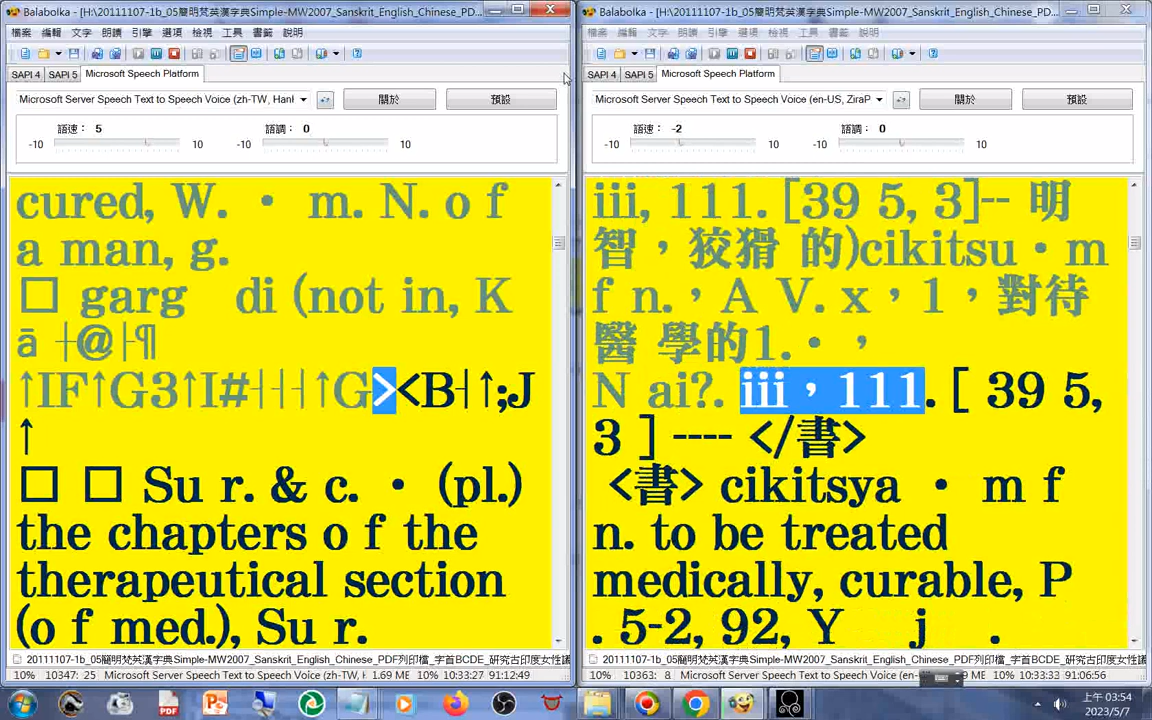 Balabolka - [H:\20111107-1b_05簡明梵英漢字典Simple-MW2007_Sanskrit_English_Chinese_PD...
檔案 編輯 文字 朗讀 引擎 選項 檢視 工具 書籤 說明
SAPI 4 SAPI 5 Microsoft Speech Platform
Microsoft Server Speech Text to Speech Voice (zh-TW, Hanl
關於
預設
語速： 5
語調： 0
-10 10 -10 10
cured, W. • m. N. o f
a man, g.
□ garg di (not in, K
ā ┼@├¶
↑IF↑G3↑I#┼┤┤↑G><B┤↑;J
↑
□ □ Su r. & c. • (pl.)
the chapters o f the
therapeutical section
(o f med.), Su r.
20111107-1b_05簡明梵英漢字典Simple-MW2007_Sanskrit_English_Chinese_PDF列印檔_字首BCDE_研究古印度女性議
10% 10347: 25 Microsoft Server Speech Text to Speech Voice (zh-TW, H 1.69 ME 10% 10:33:27 91:12:49
Balabolka - [H:\20111107-1b_05簡明梵英漢字典Simple-MW2007_Sanskrit_English_Chinese_PD...
檔案 編輯 文字 朗讀 引擎 選項 檢視 工具 書籤 說明
SAPI 4 SAPI 5 Microsoft Speech Platform
Microsoft Server Speech Text to Speech Voice (en-US, ZiraP
關於
預設
語速： -2
語調： 0
-10 10 -10 10
iii, 111. [39 5, 3]-- 明
智，狡猾 的)cikitsu • m
f n.，A V. x，1，對待
醫 學的1. •，
N ai?. iii，111. [ 39 5,
3 ] ---- </書>
<書> cikitsya • m f
n. to be treated
medically, curable, P
. 5-2, 92, Y j .
20111107-1b_05簡明梵英漢字典Simple-MW2007_Sanskrit_English_Chinese_PDF列印檔_字首BCDE_研究古印度女性議
10% 10363: 8 Microsoft Server Speech Text to Speech Voice ME 10% 10:33:33 91:06:56
上午 03:54
2023/5/7